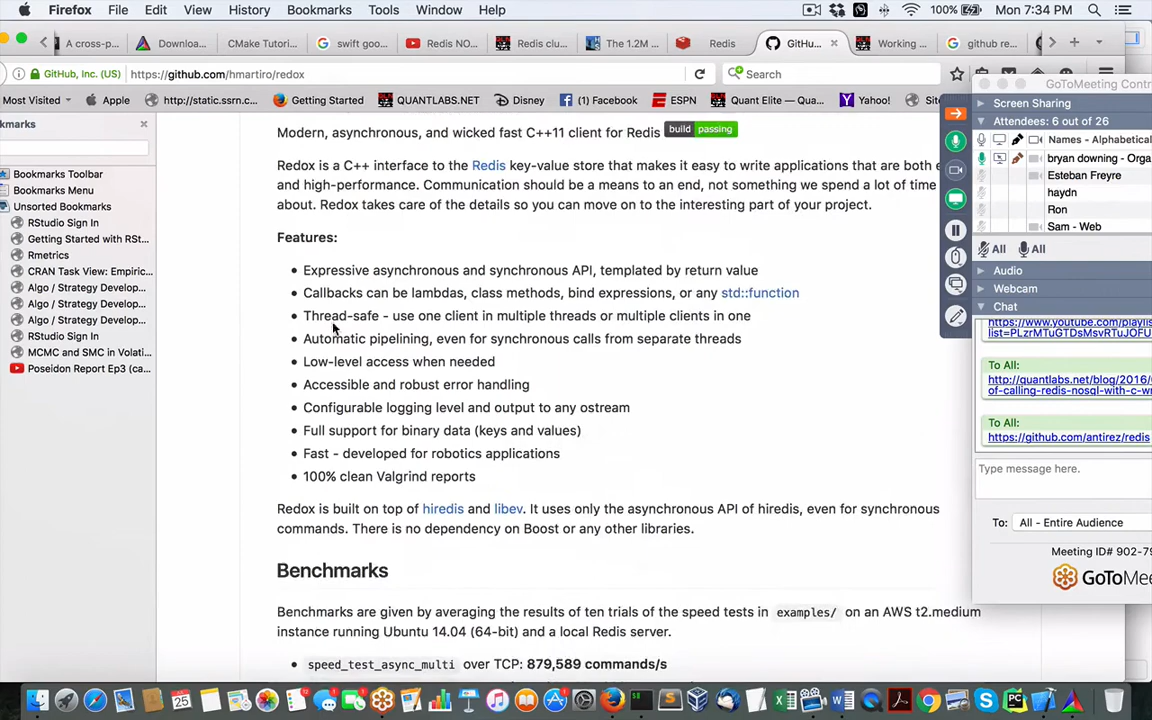 Firefox File Edit View History Bookmarks Tools Window Help 100% Mon 7:34 PM
A cross-p... Downloa... CMake Tutori... swift goo... Redis NO... Redis clu... The 1.2M ... Redis GitHu... Working ... github re...
GitHub, Inc. (US) https://github.com/hmartiro/redox Search
Most Visited Apple http://static.ssrn.c... Getting Started QUANTLABS.NET Disney (1) Facebook ESPN Quant Elite — Qua... Yahoo!
kmarks
Bookmarks Toolbar
Bookmarks Menu
Unsorted Bookmarks
RStudio Sign In
Getting Started with RSt...
Rmetrics
CRAN Task View: Empiric...
Algo / Strategy Develop...
Algo / Strategy Develop...
Algo / Strategy Develop...
RStudio Sign In
MCMC and SMC in Volati...
Poseidon Report Ep3 (ca...
Modern, asynchronous, and wicked fast C++11 client for Redis build passing
Redox is a C++ interface to the Redis key-value store that makes it easy to write applications that are both e
and high-performance. Communication should be a means to an end, not something we spend a lot of time
about. Redox takes care of the details so you can move on to the interesting part of your project.
Features:
• Expressive asynchronous and synchronous API, templated by return value
• Callbacks can be lambdas, class methods, bind expressions, or any std::function
• Thread-safe - use one client in multiple threads or multiple clients in one
• Automatic pipelining, even for synchronous calls from separate threads
• Low-level access when needed
• Accessible and robust error handling
• Configurable logging level and output to any ostream
• Full support for binary data (keys and values)
• Fast - developed for robotics applications
• 100% clean Valgrind reports
Redox is built on top of hiredis and libev. It uses only the asynchronous API of hiredis, even for synchronous
commands. There is no dependency on Boost or any other libraries.
Benchmarks
Benchmarks are given by averaging the results of ten trials of the speed tests in examples/ on an AWS t2.medium
instance running Ubuntu 14.04 (64-bit) and a local Redis server.
• speed_test_async_multi over TCP: 879,589 commands/s
GoToMeeting Contr
Screen Sharing
Attendees: 6 out of 26
Names - Alphabetical
bryan downing - Orga
Esteban Freyre
haydn
Ron
Sam - Web
All All
Audio
Webcam
Chat
https://www.youtube.com/playlis
list=PLzrMTuGTDsMsvRTuJOFU
To All:
http://quantlabs.net/blog/2016/
of-calling-redis-nosql-with-c-wr
To All:
https://github.com/antirez/redis
Type message here.
To: All - Entire Audience
Meeting ID# 902-79
GoToMee